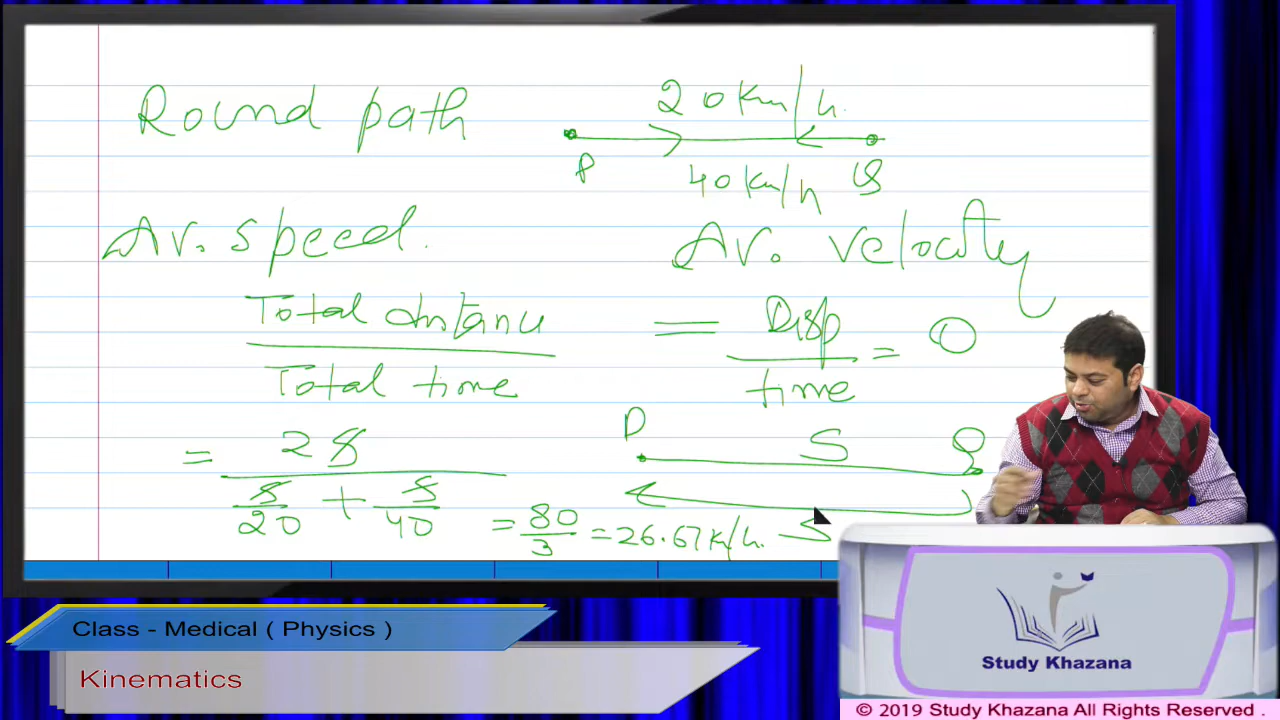 Round path
20 km/h.
P
40 km/h
Q
Av. speed.
Av. velocity
Total distance
Total time
= Disp / time = 0
P S Q
= 2s / (s/20 + s/40) = 80/3 = 26.67 k/h.
S
Class - Medical ( Physics )
Kinematics
Study Khazana
© 2019 Study Khazana All Rights Reserved .